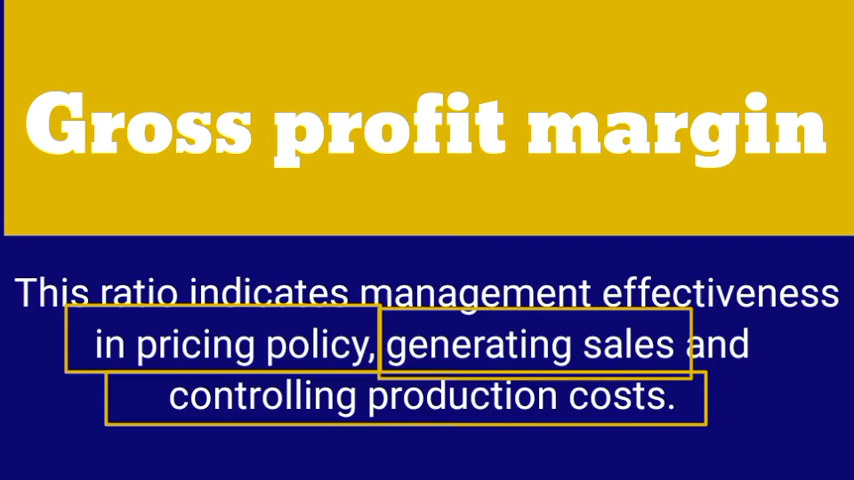 Gross profit margin
This ratio indicates management effectiveness
in pricing policy, generating sales and
controlling production costs.